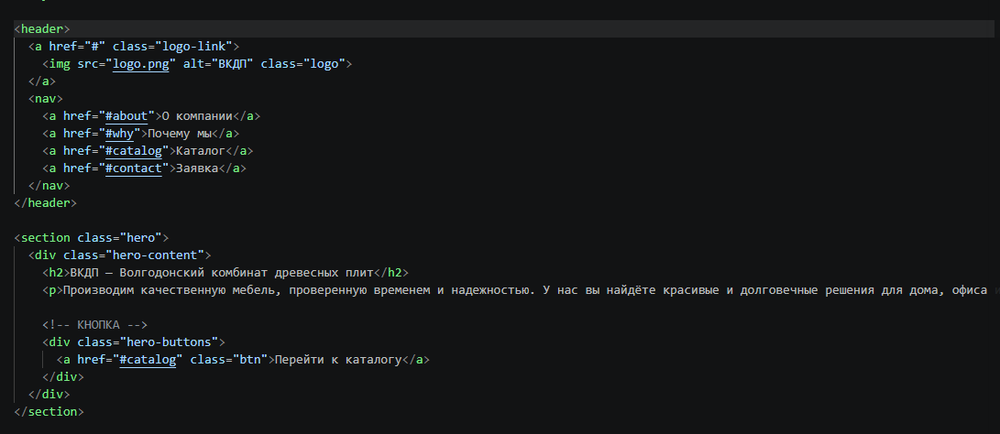 <header>
<a href="#" class="logo-link">
<img src="logo.png" alt="ВКДП" class="logo">
</a>
<nav>
<a href="#about">О компании</a>
<a href="#why">Почему мы</a>
<a href="#catalog">Каталог</a>
<a href="#contact">Заявка</a>
</nav>
</header>
<section class="hero">
<div class="hero-content">
<h2>ВКДП — Волгодонский комбинат древесных плит</h2>
<p>Производим качественную мебель, проверенную временем и надежностью. У нас вы найдёте красивые и долговечные решения для дома, офиса
<!-- КНОПКА -->
<div class="hero-buttons">
<a href="#catalog" class="btn">Перейти к каталогу</a>
</div>
</div>
</section>